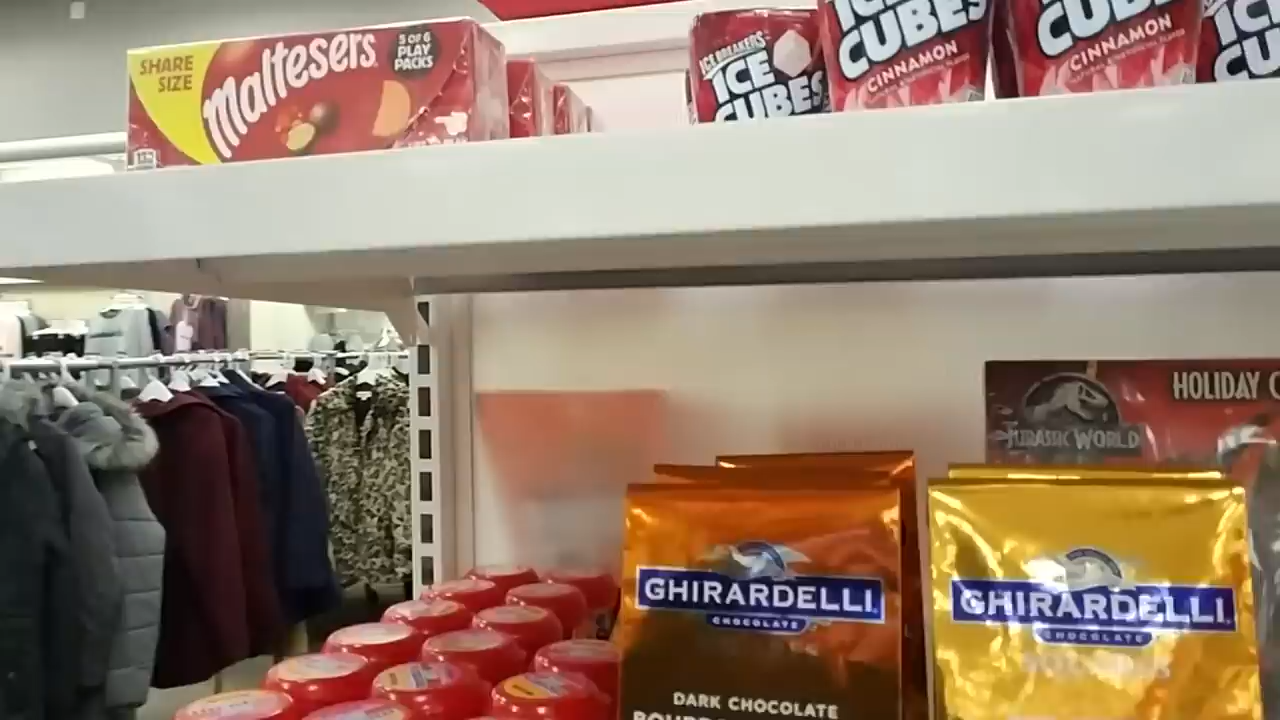 SHARE
SIZE
Maltesers
5 OF 6
PLAY
PACKS
ICE BREAKERS
ICE
CUBES
ICE
CUBES
CINNAMON
ICE
CUBES
CINNAMON
ICE
JURASSIC WORLD
HOLIDAY
GHIRARDELLI
CHOCOLATE
DARK CHOCOLATE
GHIRARDELLI
CHOCOLATE